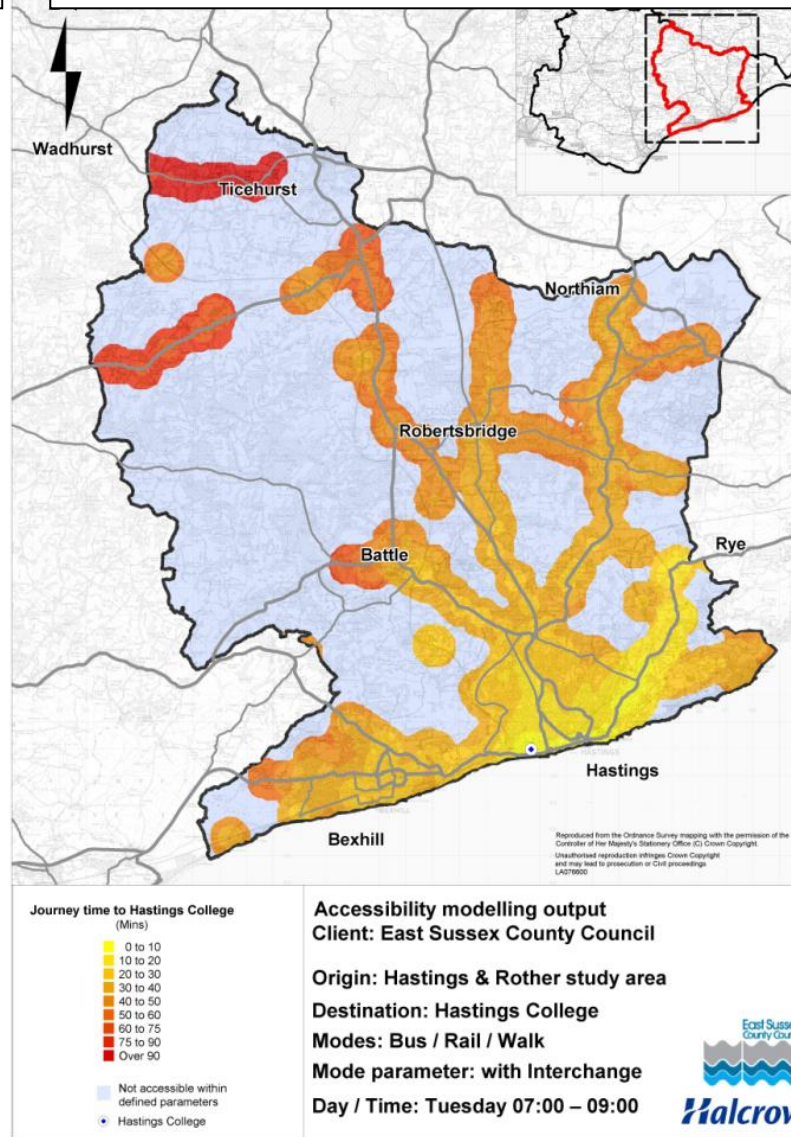 Wadhurst
Ticehurst
Northiam
Robertsbridge
Battle
Rye
Hastings
Bexhill
Reproduced from the Ordnance Survey mapping with the permission of the
Controller of Her Majesty's Stationery Office (C) Crown Copyright.
Unauthorised reproduction infringes Crown Copyright
and may lead to prosecution or Civil proceedings
LA076600
Journey time to Hastings College
(Mins)
0 to 10
10 to 20
20 to 30
30 to 40
40 to 50
50 to 60
60 to 75
75 to 90
Over 90
Not accessible within
defined parameters
Hastings College
Accessibility modelling output
Client: East Sussex County Council
Origin: Hastings & Rother study area
Destination: Hastings College
Modes: Bus / Rail / Walk
Mode parameter: with Interchange
Day / Time: Tuesday 07:00 – 09:00
East Susse
County Counc
Halcrow